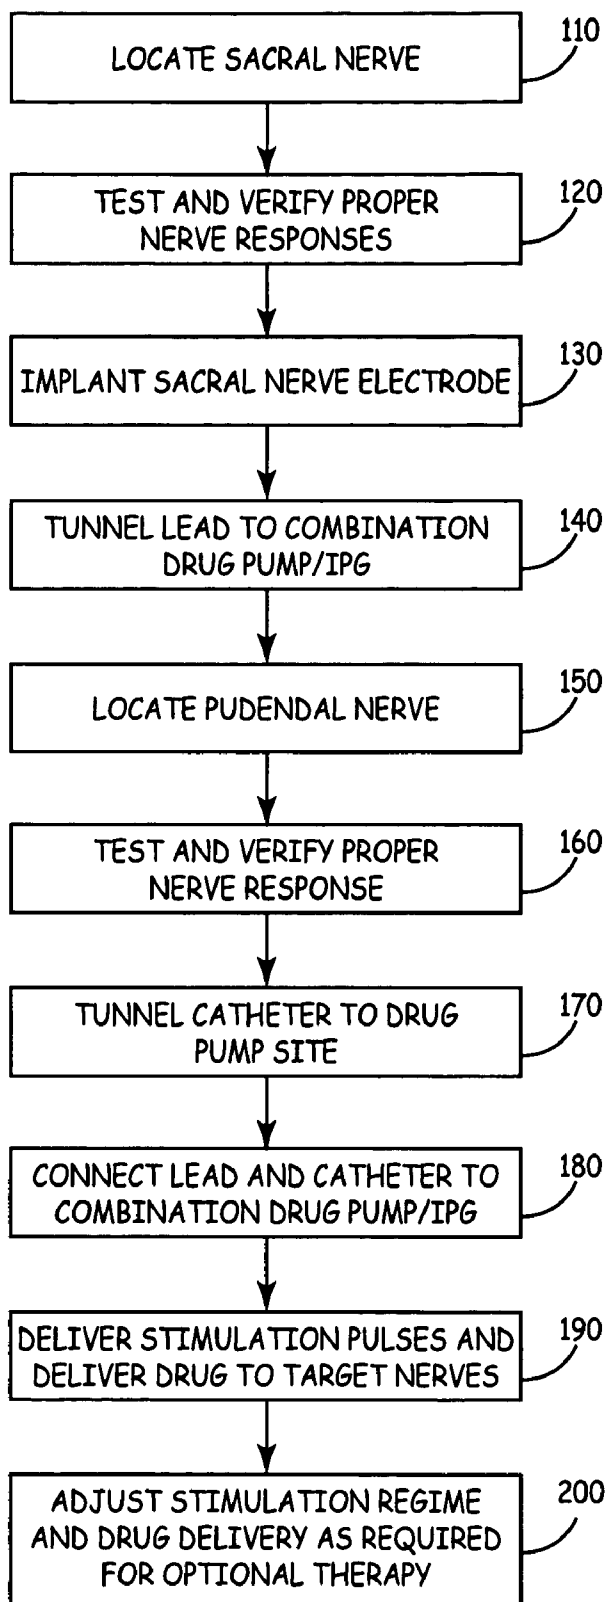 LOCATE SACRAL NERVE
110
TEST AND VERIFY PROPER
NERVE RESPONSES
120
IMPLANT SACRAL NERVE ELECTRODE
130
TUNNEL LEAD TO COMBINATION
DRUG PUMP/IPG
140
LOCATE PUDENDAL NERVE
150
TEST AND VERIFY PROPER
NERVE RESPONSE
160
TUNNEL CATHETER TO DRUG
PUMP SITE
170
CONNECT LEAD AND CATHETER TO
COMBINATION DRUG PUMP/IPG
180
DELIVER STIMULATION PULSES AND
DELIVER DRUG TO TARGET NERVES
190
ADJUST STIMULATION REGIME
AND DRUG DELIVERY AS REQUIRED
FOR OPTIONAL THERAPY
200